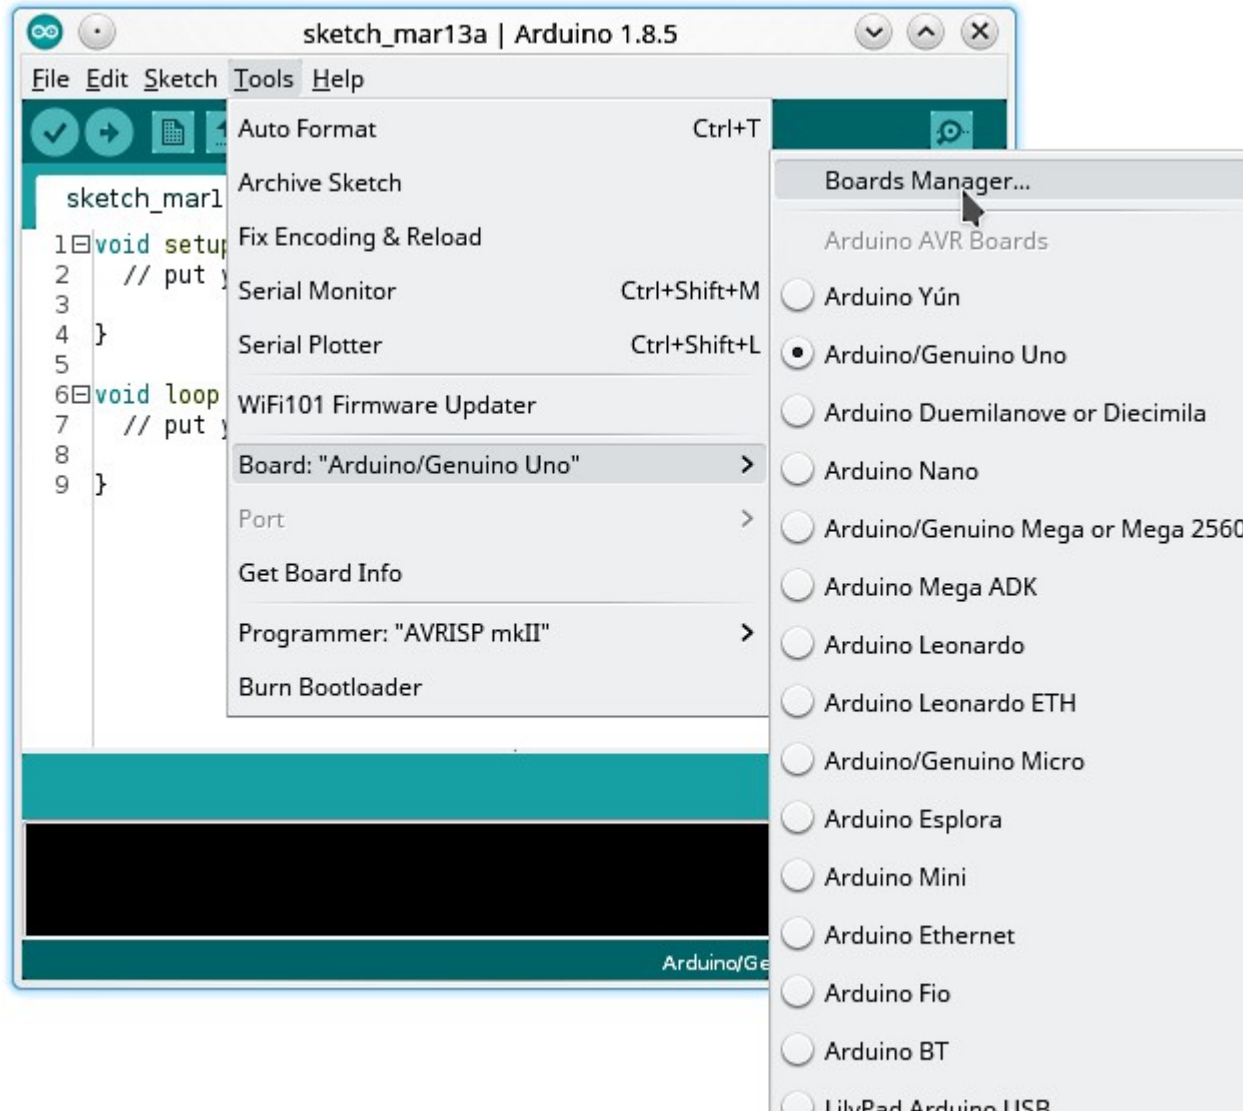 sketch_mar13a | Arduino 1.8.5
File Edit Sketch Tools Help
sketch_mar1
1 void setup
2 // put y
3
4 }
5
6 void loop
7 // put y
8
9 }
Auto Format Ctrl+T
Archive Sketch
Fix Encoding & Reload
Serial Monitor Ctrl+Shift+M
Serial Plotter Ctrl+Shift+L
WiFi101 Firmware Updater
Board: "Arduino/Genuino Uno"
Port
Get Board Info
Programmer: "AVRISP mkII"
Burn Bootloader
Boards Manager...
Arduino AVR Boards
Arduino Yún
Arduino/Genuino Uno
Arduino Duemilanove or Diecimila
Arduino Nano
Arduino/Genuino Mega or Mega 2560
Arduino Mega ADK
Arduino Leonardo
Arduino Leonardo ETH
Arduino/Genuino Micro
Arduino Esplora
Arduino Mini
Arduino Ethernet
Arduino Fio
Arduino BT
LilyPad Arduino USB
Arduino/Ge